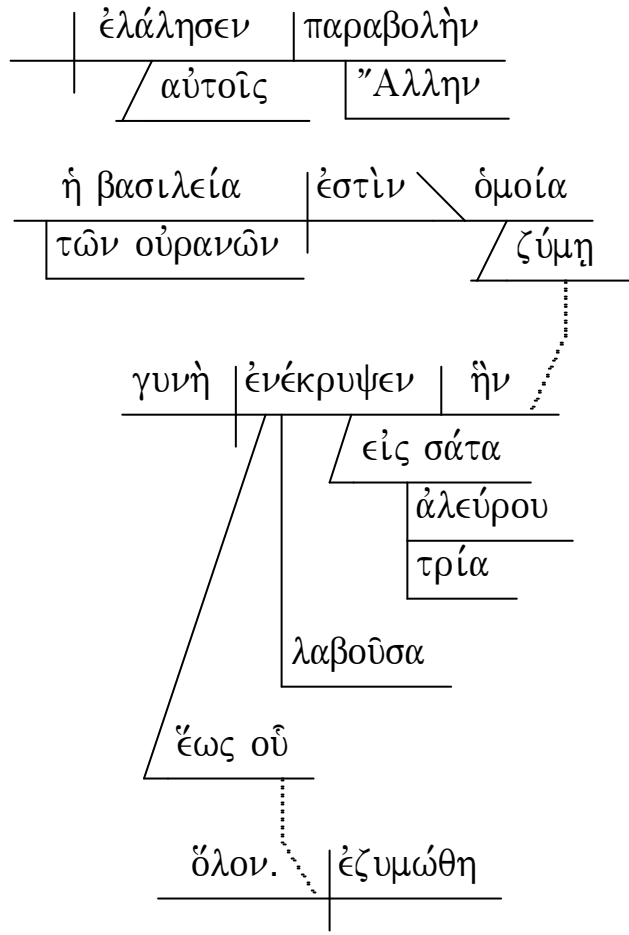 ἐλάλησεν παραβολὴν
αὐτοῖς Ἄλλην
ἡ βασιλεία ἐστὶν ὁμοία
τῶν οὐρανῶν ζύμῃ
γυνὴ ἐνέκρυψεν ἣν
εἰς σάτα
ἀλεύρου
τρία
λαβοῦσα
ἕως οὗ
ὅλον. ἐζυμώθη